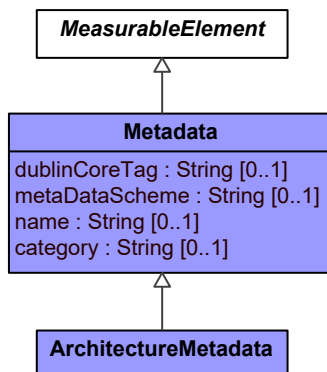 MeasurableElement
Metadata
dublinCoreTag : String [0..1]
metaDataScheme : String [0..1]
name : String [0..1]
category : String [0..1]
ArchitectureMetadata